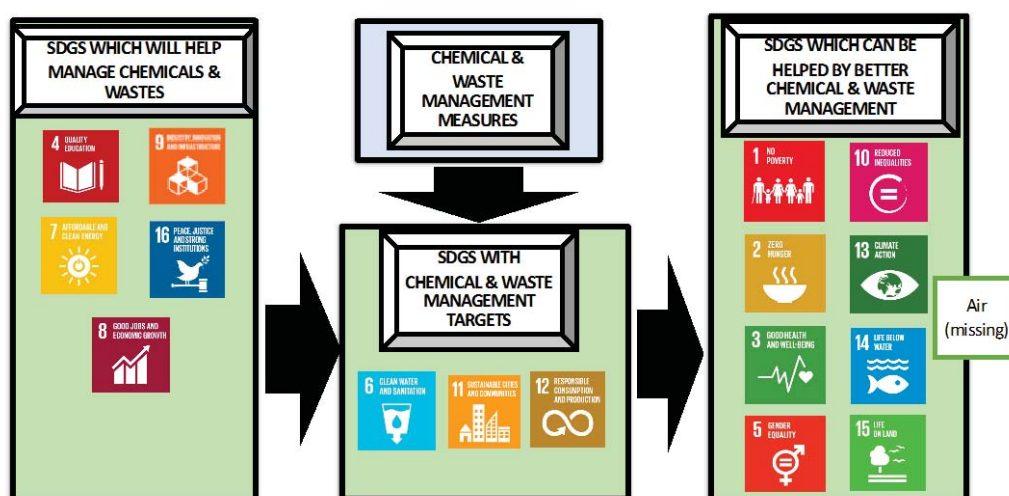 SDGS WHICH WILL HELP
MANAGE CHEMICALS &
WASTES
4 QUALITY
EDUCATION
9 INDUSTRY, INNOVATION
AND INFRASTRUCTURE
7 AFFORDABLE AND
CLEAN ENERGY
16 PEACE, JUSTICE
AND STRONG
INSTITUTIONS
8 GOOD JOBS AND
ECONOMIC GROWTH
CHEMICAL &
WASTE
MANAGEMENT
MEASURES
SDGS WITH
CHEMICAL & WASTE
MANAGEMENT
TARGETS
6 CLEAN WATER
AND SANITATION
11 SUSTAINABLE CITIES
AND COMMUNITIES
12 RESPONSIBLE
CONSUMPTION
AND PRODUCTION
SDGS WHICH CAN BE
HELPED BY BETTER
CHEMICAL & WASTE
MANAGEMENT
1 NO
POVERTY
10 REDUCED
INEQUALITIES
2 ZERO
HUNGER
13 CLIMATE
ACTION
3 GOOD HEALTH
AND WELL-BEING
14 LIFE BELOW
WATER
5 GENDER
EQUALITY
15 LIFE
ON LAND
Air
(missing)